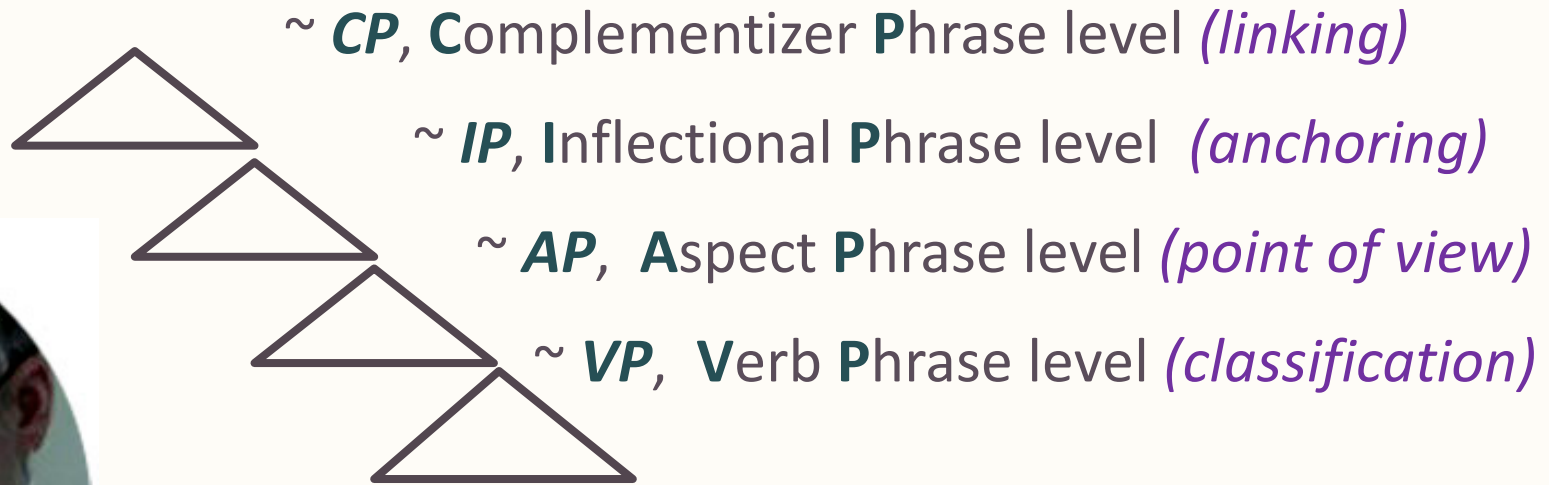 ~ CP, Complementizer Phrase level (linking)
~ IP, Inflectional Phrase level (anchoring)
~ AP, Aspect Phrase level (point of view)
~ VP, Verb Phrase level (classification)